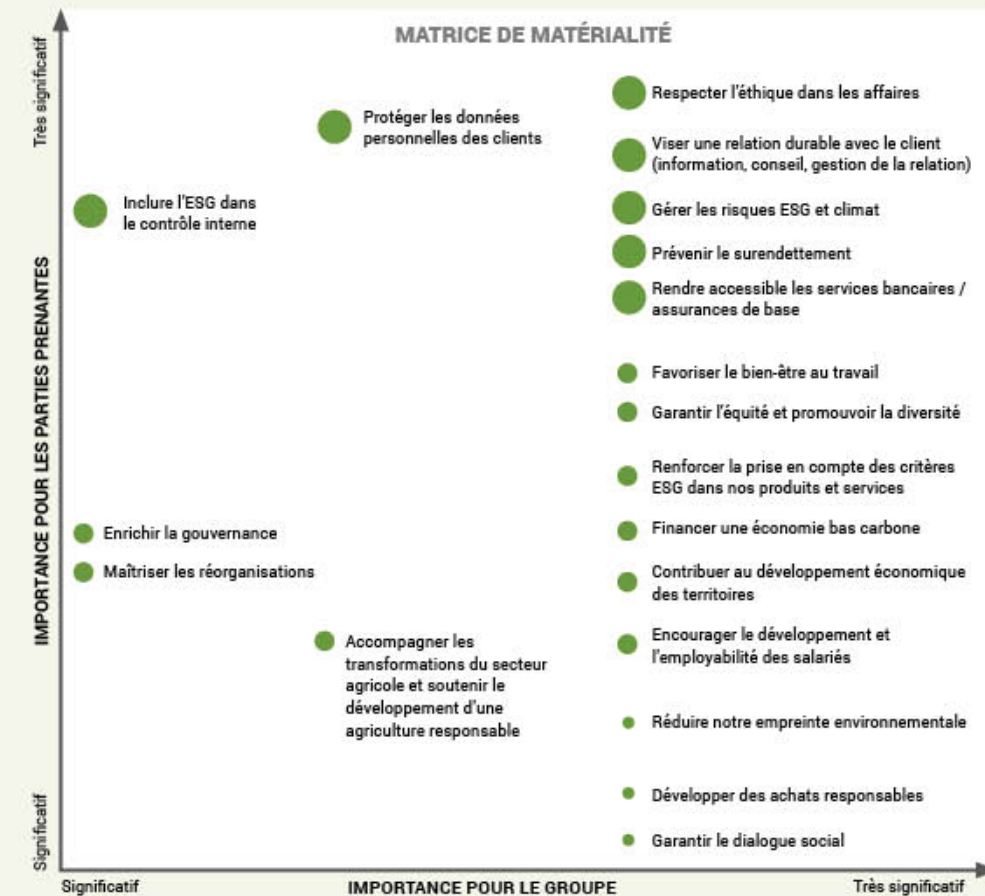 MATRICE DE MATÉRIALITÉ
Très significatif
IMPORTANCE POUR LES PARTIES PRENANTES
Significatif
Respecter l'éthique dans les affaires
Protéger les données
personnelles des clients
Viser une relation durable avec le client
(information, conseil, gestion de la relation)
Inclure l'ESG dans
le contrôle interne
Gérer les risques ESG et climat
Prévenir le surendettement
Rendre accessible les services bancaires /
assurances de base
Favoriser le bien-être au travail
Garantir l'équité et promouvoir la diversité
Renforcer la prise en compte des critères
ESG dans nos produits et services
Enrichir la gouvernance
Financer une économie bas carbone
Maîtriser les réorganisations
Contribuer au développement économique
des territoires
Accompagner les
transformations du secteur
agricole et soutenir le
développement d'une
agriculture responsable
Encourager le développement et
l'employabilité des salariés
Réduire notre empreinte environnementale
Développer des achats responsables
Garantir le dialogue social
Significatif
IMPORTANCE POUR LE GROUPE
Très significatif